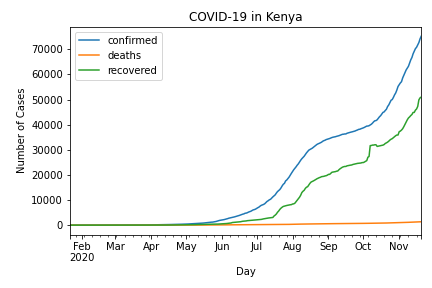 COVID-19 in Kenya
confirmed
deaths
recovered
Number of Cases
70000
60000
50000
40000
30000
20000
10000
0
Feb Mar Apr May Jun Jul Aug Sep Oct Nov
2020
Day